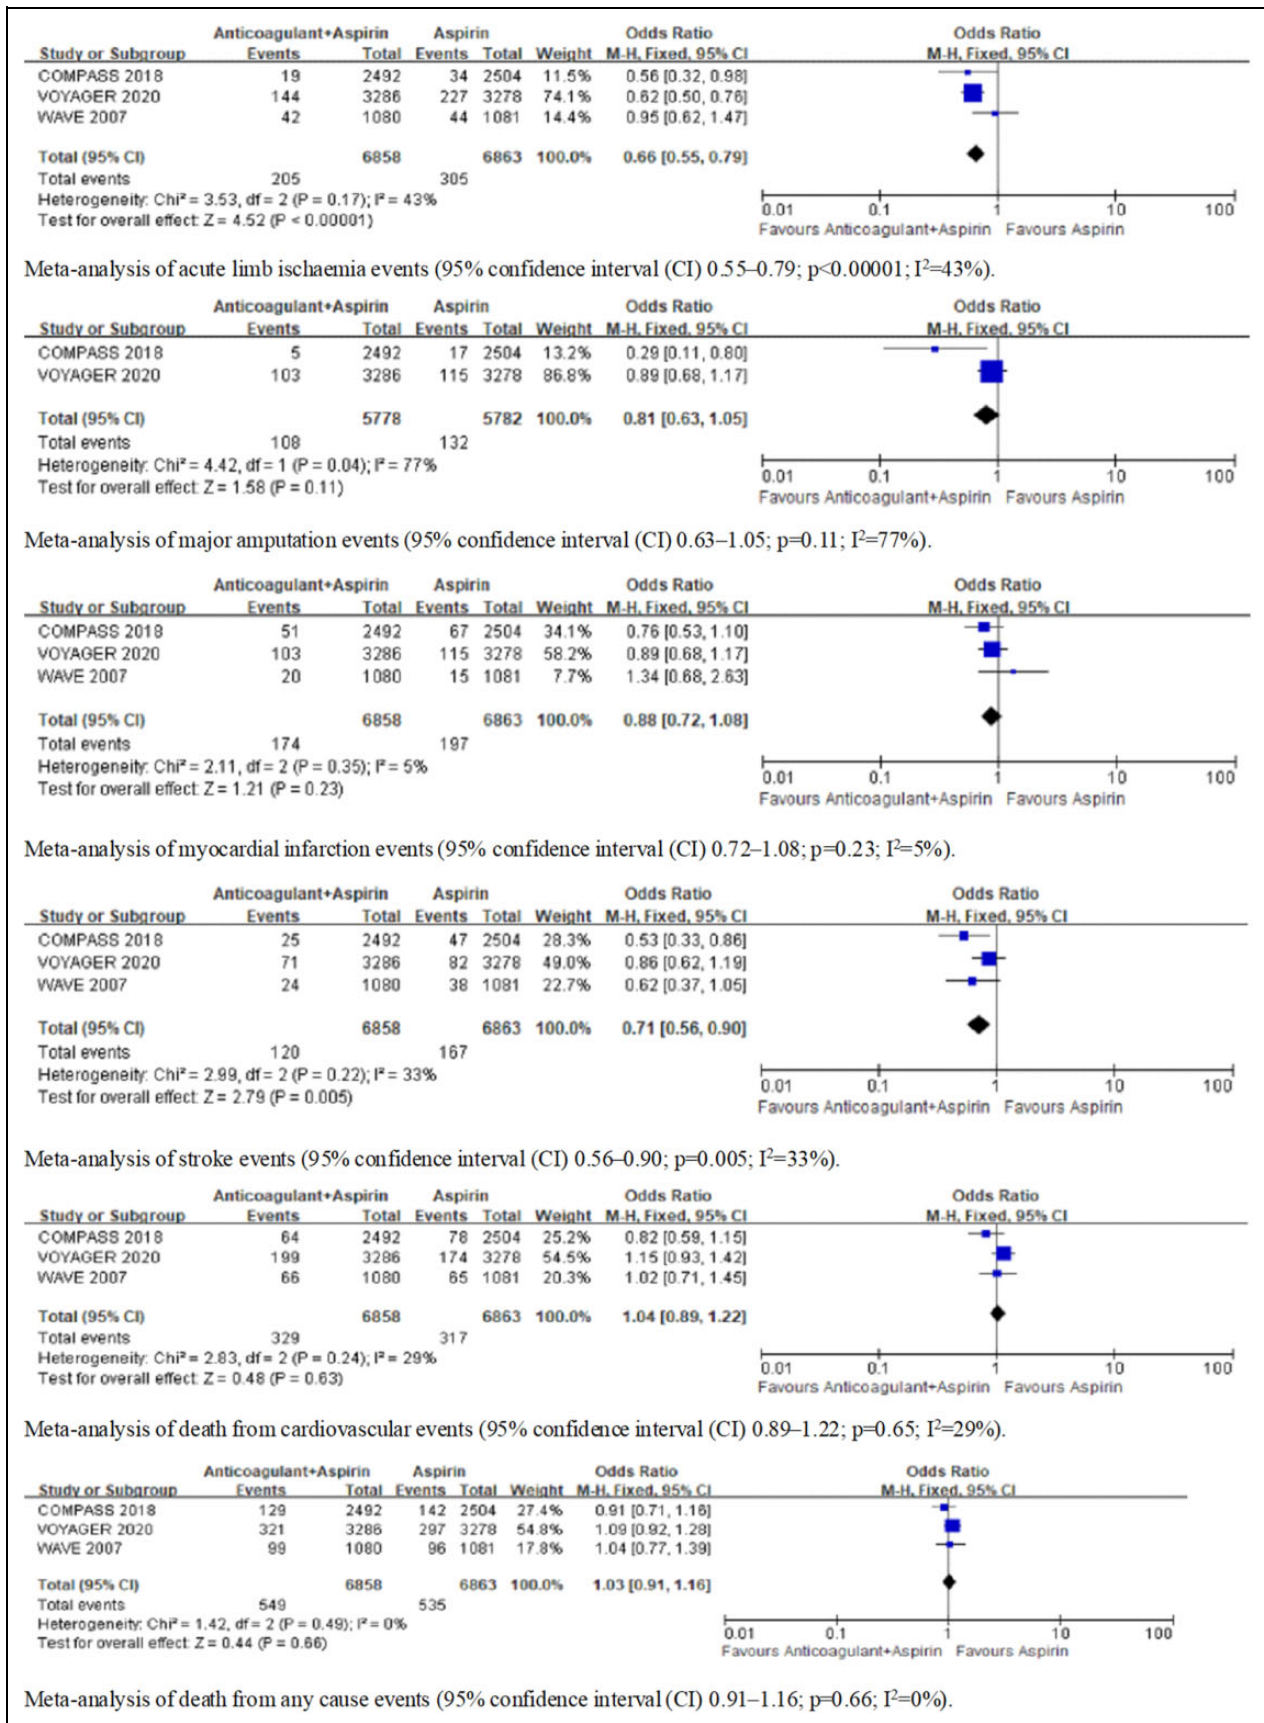 Anticoagulant+Aspirin Aspirin Odds Ratio Odds Ratio
Study or Subgroup Events Total Events Total Weight M-H, Fixed, 95% CI M-H, Fixed, 95% CI
COMPASS 2018 19 2492 34 2504 11.5% 0.56 [0.32, 0.98]
VOYAGER 2020 144 3286 227 3278 74.1% 0.62 [0.50, 0.76]
WAVE 2007 42 1080 44 1081 14.4% 0.95 [0.62, 1.47]
Total (95% CI) 6858 6863 100.0% 0.66 [0.55, 0.79]
Total events 205 305
Heterogeneity: Chi² = 3.53, df = 2 (P = 0.17); I² = 43%
Test for overall effect: Z = 4.52 (P < 0.00001)
0.01 0.1 1 10 100
Favours Anticoagulant+Aspirin Favours Aspirin
Meta-analysis of acute limb ischaemia events (95% confidence interval (CI) 0.55–0.79; p<0.00001; I²=43%).
Anticoagulant+Aspirin Aspirin Odds Ratio Odds Ratio
Study or Subgroup Events Total Events Total Weight M-H, Fixed, 95% CI M-H, Fixed, 95% CI
COMPASS 2018 5 2492 17 2504 13.2% 0.29 [0.11, 0.80]
VOYAGER 2020 103 3286 115 3278 86.8% 0.89 [0.68, 1.17]
Total (95% CI) 5778 5782 100.0% 0.81 [0.63, 1.05]
Total events 108 132
Heterogeneity: Chi² = 4.42, df = 1 (P = 0.04); I² = 77%
Test for overall effect: Z = 1.58 (P = 0.11)
0.01 0.1 1 10 100
Favours Anticoagulant+Aspirin Favours Aspirin
Meta-analysis of major amputation events (95% confidence interval (CI) 0.63–1.05; p=0.11; I²=77%).
Anticoagulant+Aspirin Aspirin Odds Ratio Odds Ratio
Study or Subgroup Events Total Events Total Weight M-H, Fixed, 95% CI M-H, Fixed, 95% CI
COMPASS 2018 51 2492 67 2504 34.1% 0.76 [0.53, 1.10]
VOYAGER 2020 103 3286 115 3278 58.2% 0.89 [0.68, 1.17]
WAVE 2007 20 1080 15 1081 7.7% 1.34 [0.68, 2.63]
Total (95% CI) 6858 6863 100.0% 0.88 [0.72, 1.08]
Total events 174 197
Heterogeneity: Chi² = 2.11, df = 2 (P = 0.35); I² = 5%
Test for overall effect: Z = 1.21 (P = 0.23)
0.01 0.1 1 10 100
Favours Anticoagulant+Aspirin Favours Aspirin
Meta-analysis of myocardial infarction events (95% confidence interval (CI) 0.72–1.08; p=0.23; I²=5%).
Anticoagulant+Aspirin Aspirin Odds Ratio Odds Ratio
Study or Subgroup Events Total Events Total Weight M-H, Fixed, 95% CI M-H, Fixed, 95% CI
COMPASS 2018 25 2492 47 2504 28.3% 0.53 [0.33, 0.86]
VOYAGER 2020 71 3286 82 3278 49.0% 0.86 [0.62, 1.19]
WAVE 2007 24 1080 38 1081 22.7% 0.62 [0.37, 1.05]
Total (95% CI) 6858 6863 100.0% 0.71 [0.56, 0.90]
Total events 120 167
Heterogeneity: Chi² = 2.99, df = 2 (P = 0.22); I² = 33%
Test for overall effect: Z = 2.79 (P = 0.005)
0.01 0.1 1 10 100
Favours Anticoagulant+Aspirin Favours Aspirin
Meta-analysis of stroke events (95% confidence interval (CI) 0.56–0.90; p=0.005; I²=33%).
Anticoagulant+Aspirin Aspirin Odds Ratio Odds Ratio
Study or Subgroup Events Total Events Total Weight M-H, Fixed, 95% CI M-H, Fixed, 95% CI
COMPASS 2018 64 2492 78 2504 25.2% 0.82 [0.59, 1.15]
VOYAGER 2020 199 3286 174 3278 54.5% 1.15 [0.93, 1.42]
WAVE 2007 66 1080 65 1081 20.3% 1.02 [0.71, 1.45]
Total (95% CI) 6858 6863 100.0% 1.04 [0.89, 1.22]
Total events 329 317
Heterogeneity: Chi² = 2.83, df = 2 (P = 0.24); I² = 29%
Test for overall effect: Z = 0.48 (P = 0.63)
0.01 0.1 1 10 100
Favours Anticoagulant+Aspirin Favours Aspirin
Meta-analysis of death from cardiovascular events (95% confidence interval (CI) 0.89–1.22; p=0.65; I²=29%).
Anticoagulant+Aspirin Aspirin Odds Ratio Odds Ratio
Study or Subgroup Events Total Events Total Weight M-H, Fixed, 95% CI M-H, Fixed, 95% CI
COMPASS 2018 129 2492 142 2504 27.4% 0.91 [0.71, 1.16]
VOYAGER 2020 321 3286 297 3278 54.8% 1.09 [0.92, 1.28]
WAVE 2007 99 1080 96 1081 17.8% 1.04 [0.77, 1.39]
Total (95% CI) 6858 6863 100.0% 1.03 [0.91, 1.16]
Total events 549 535
Heterogeneity: Chi² = 1.42, df = 2 (P = 0.49); I² = 0%
Test for overall effect: Z = 0.44 (P = 0.66)
0.01 0.1 1 10 100
Favours Anticoagulant+Aspirin Favours Aspirin
Meta-analysis of death from any cause events (95% confidence interval (CI) 0.91–1.16; p=0.66; I²=0%).